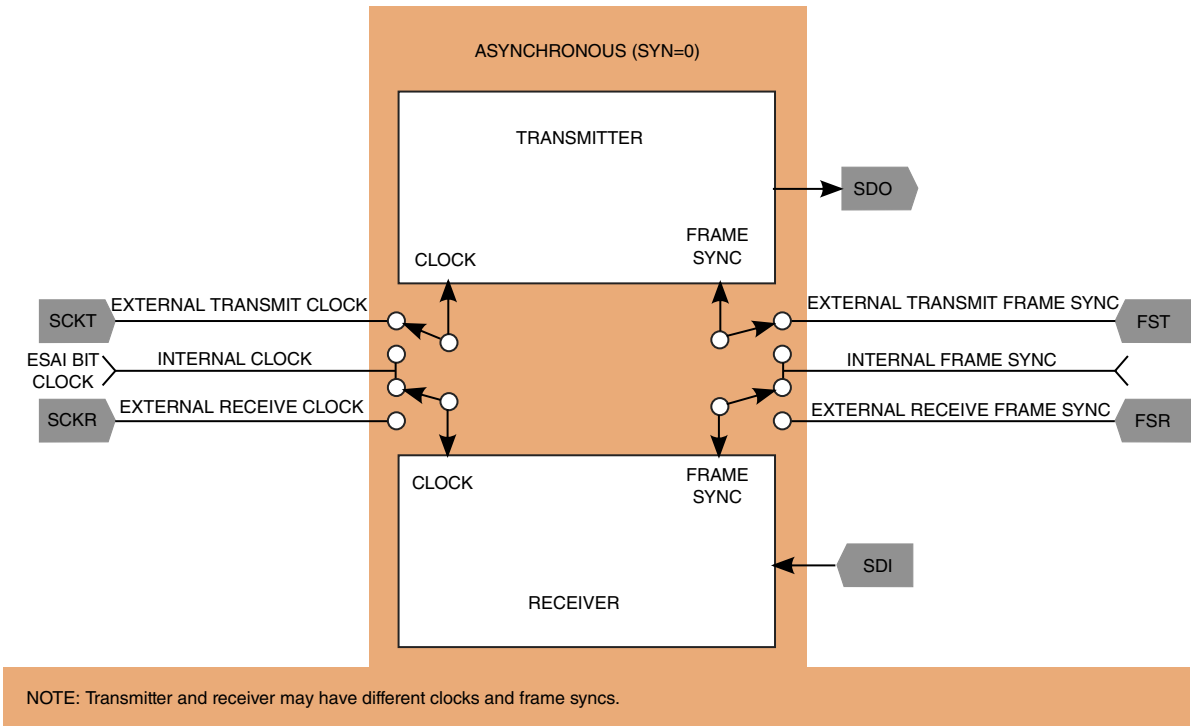 ASYNCHRONOUS (SYN=0)
TRANSMITTER
SDO
FRAME
SYNC
CLOCK
EXTERNAL TRANSMIT CLOCK
SCKT
EXTERNAL TRANSMIT FRAME SYNC
FST
ESAI BIT
CLOCK
INTERNAL CLOCK
INTERNAL FRAME SYNC
SCKR
EXTERNAL RECEIVE CLOCK
EXTERNAL RECEIVE FRAME SYNC
FSR
CLOCK
FRAME
SYNC
SDI
RECEIVER
NOTE: Transmitter and receiver may have different clocks and frame syncs.